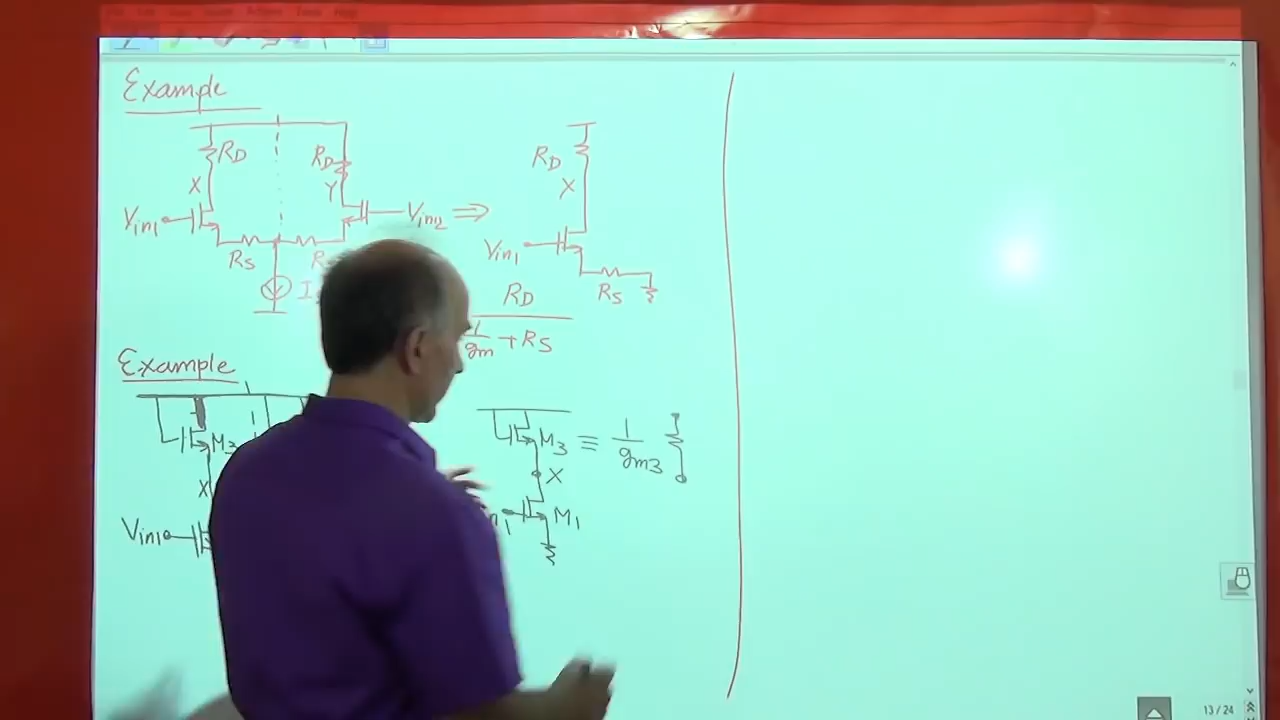 Example
RD
RD
RD
X
Y
X
Vin1
Vin2
⇒
Vin1
RS
I
RS
RD
1/gm + RS
Example
M3
M3 ≡ 1/gm3
X
X
Vin1
M1
13/24